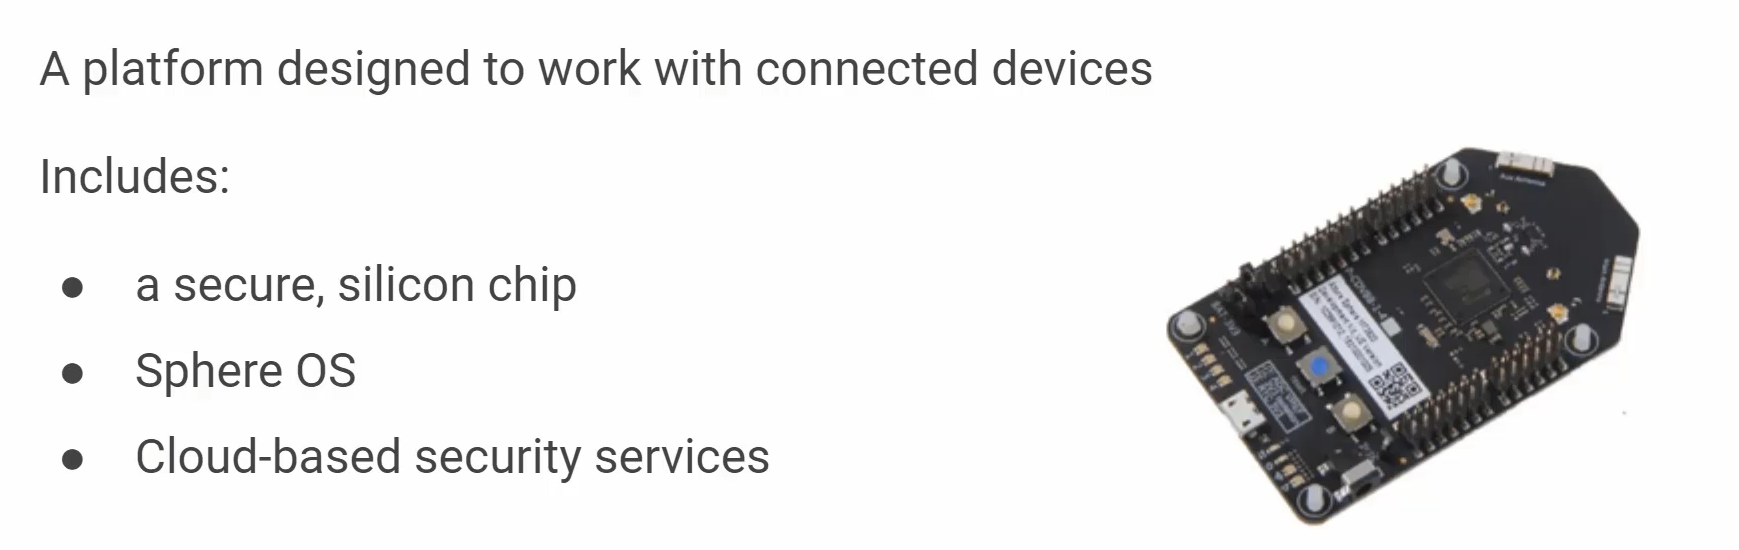 A platform designed to work with connected devices
Includes:
● a secure, silicon chip
● Sphere OS
● Cloud-based security services